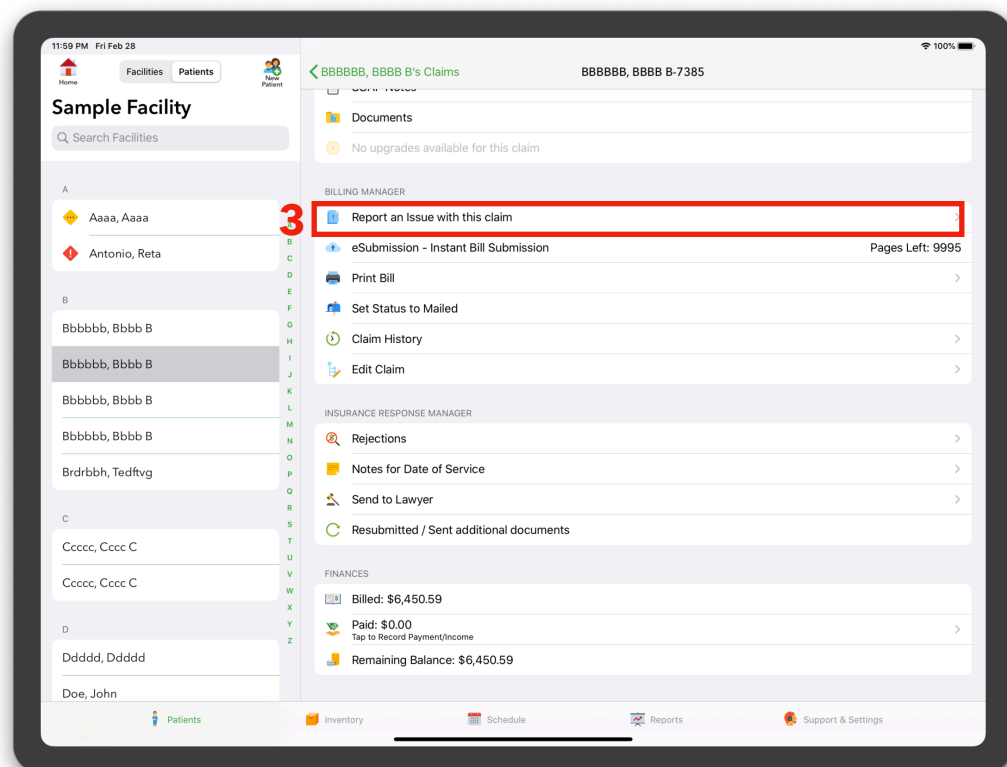 11:59 PM Fri Feb 28
100%
Home
Facilities
Patients
New
Patient
Sample Facility
Search Facilities
A
Aaaa, Aaaa
Antonio, Reta
B
Bbbbbb, Bbbb B
Bbbbbb, Bbbb B
Bbbbbb, Bbbb B
Bbbbbb, Bbbb B
Brdrbbh, Tedftvg
C
Ccccc, Cccc C
Ccccc, Cccc C
D
Ddddd, Ddddd
Doe, John
A
B
C
D
E
F
G
H
I
J
K
L
M
N
O
P
Q
R
S
T
U
V
W
X
Y
Z
BBBBBB, BBBB B's Claims
BBBBBB, BBBB B-7385
SOAP Notes
Documents
No upgrades available for this claim
BILLING MANAGER
3
Report an Issue with this claim
eSubmission - Instant Bill Submission Pages Left: 9995
Print Bill
Set Status to Mailed
Claim History
Edit Claim
INSURANCE RESPONSE MANAGER
Rejections
Notes for Date of Service
Send to Lawyer
Resubmitted / Sent additional documents
FINANCES
Billed: $6,450.59
Paid: $0.00
Tap to Record Payment/Income
Remaining Balance: $6,450.59
Patients
Inventory
Schedule
Reports
Support & Settings